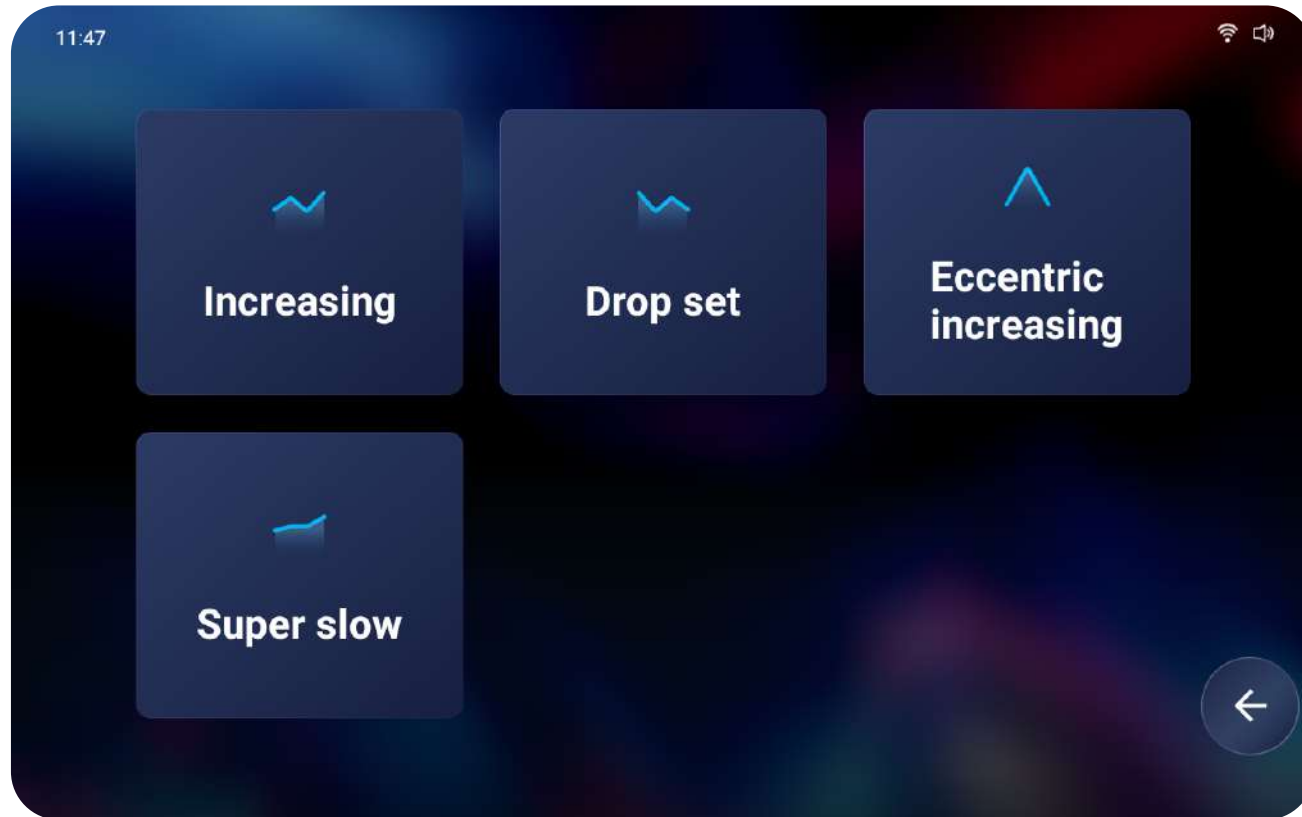 11:47
Increasing
Drop set
Eccentric
increasing
Super slow